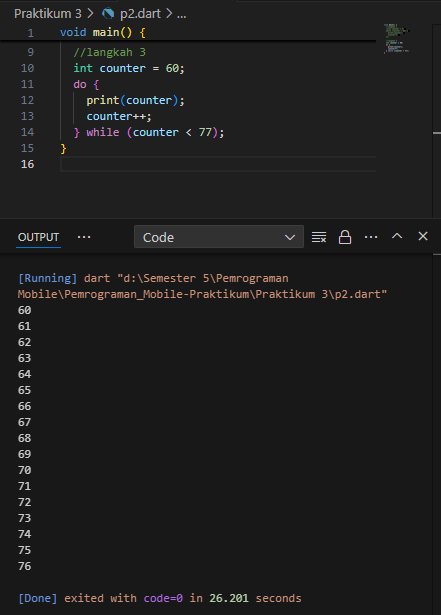 Praktikum 3 > p2.dart > ...
1 void main() {
9 //langkah 3
10 int counter = 60;
11 do {
12 print(counter);
13 counter++;
14 } while (counter < 77);
15 }
16
OUTPUT ... Code ...
[Running] dart "d:\Semester 5\Pemrograman
Mobile\Pemrograman_Mobile-Praktikum\Praktikum 3\p2.dart"
60
61
62
63
64
65
66
67
68
69
70
71
72
73
74
75
76
[Done] exited with code=0 in 26.201 seconds